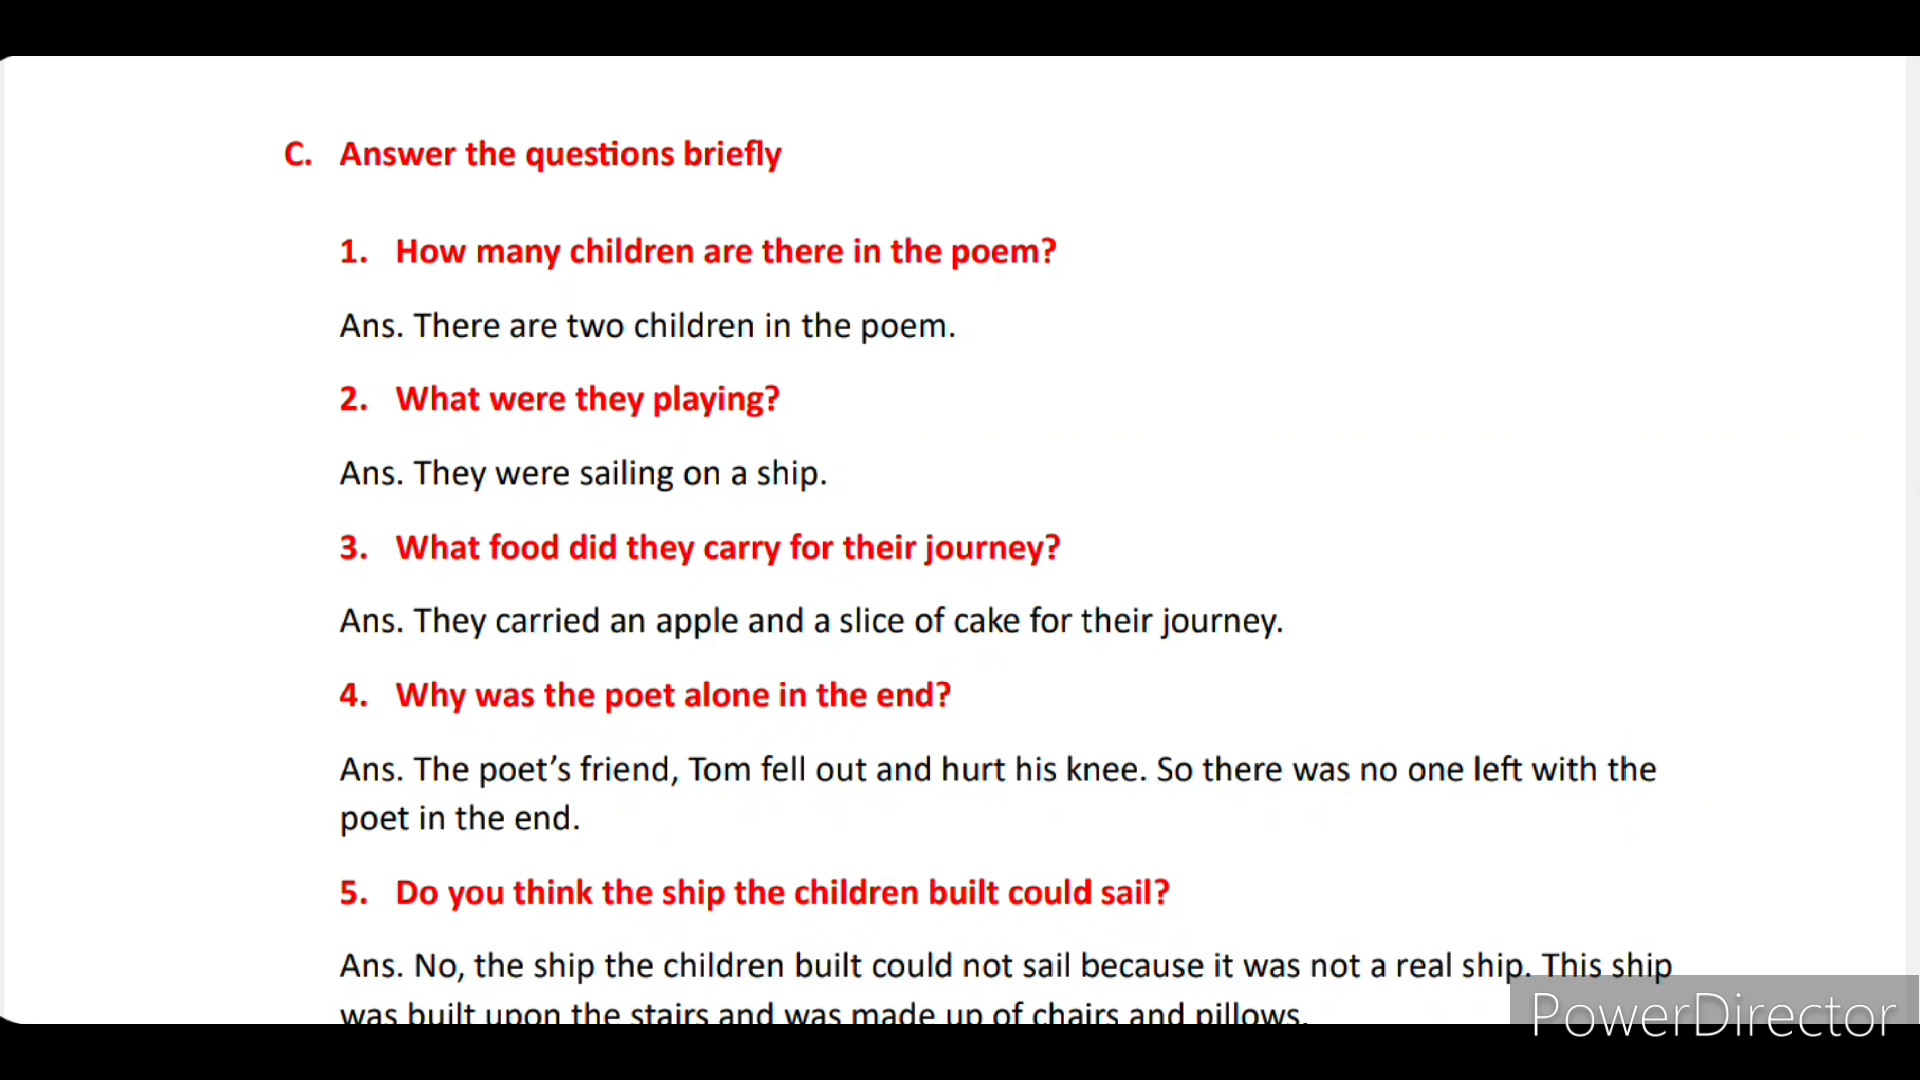 C. Answer the questions briefly
1. How many children are there in the poem?
Ans. There are two children in the poem.
2. What were they playing?
Ans. They were sailing on a ship.
3. What food did they carry for their journey?
Ans. They carried an apple and a slice of cake for their journey.
4. Why was the poet alone in the end?
Ans. The poet’s friend, Tom fell out and hurt his knee. So there was no one left with the
poet in the end.
5. Do you think the ship the children built could sail?
Ans. No, the ship the children built could not sail because it was not a real ship. This ship
was built upon the stairs and was made up of chairs and pillows.
PowerDirector